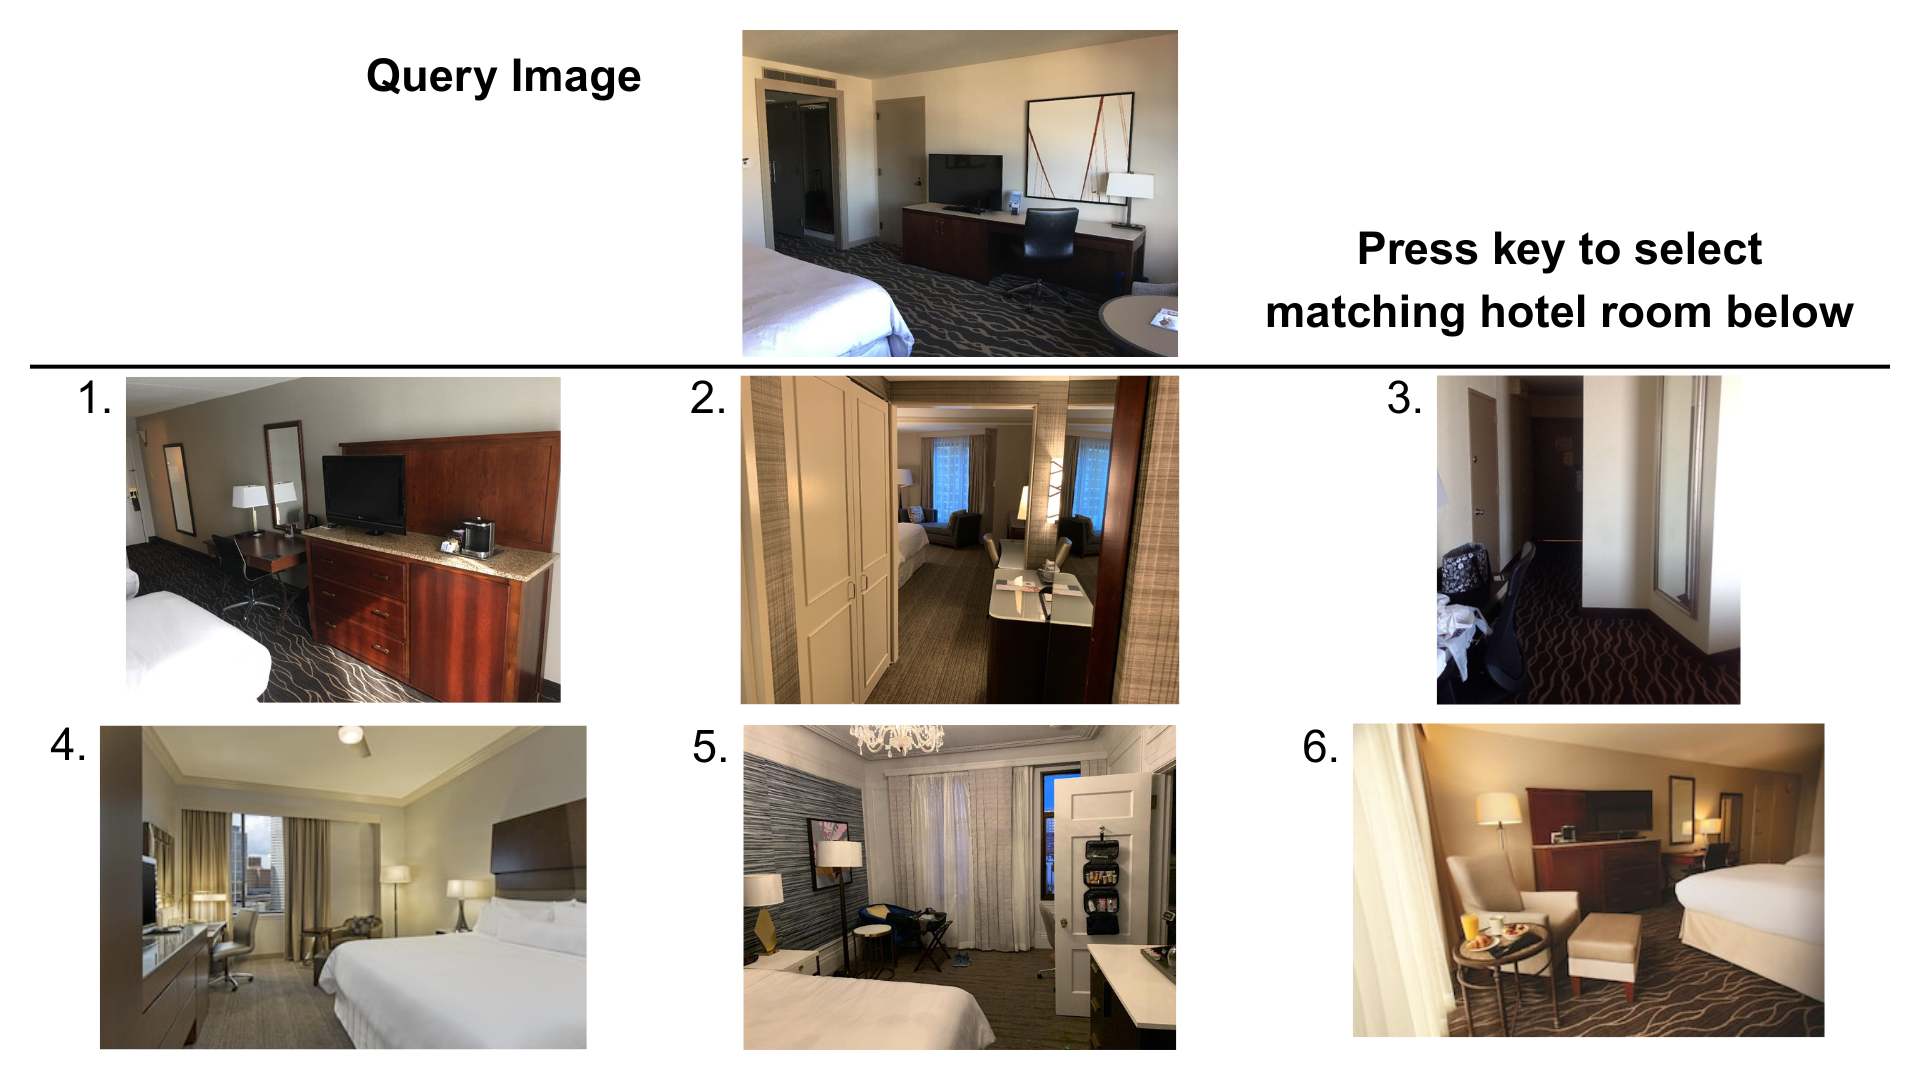 Query Image
Press key to select
matching hotel room below
1.
2.
3.
4.
5.
6.